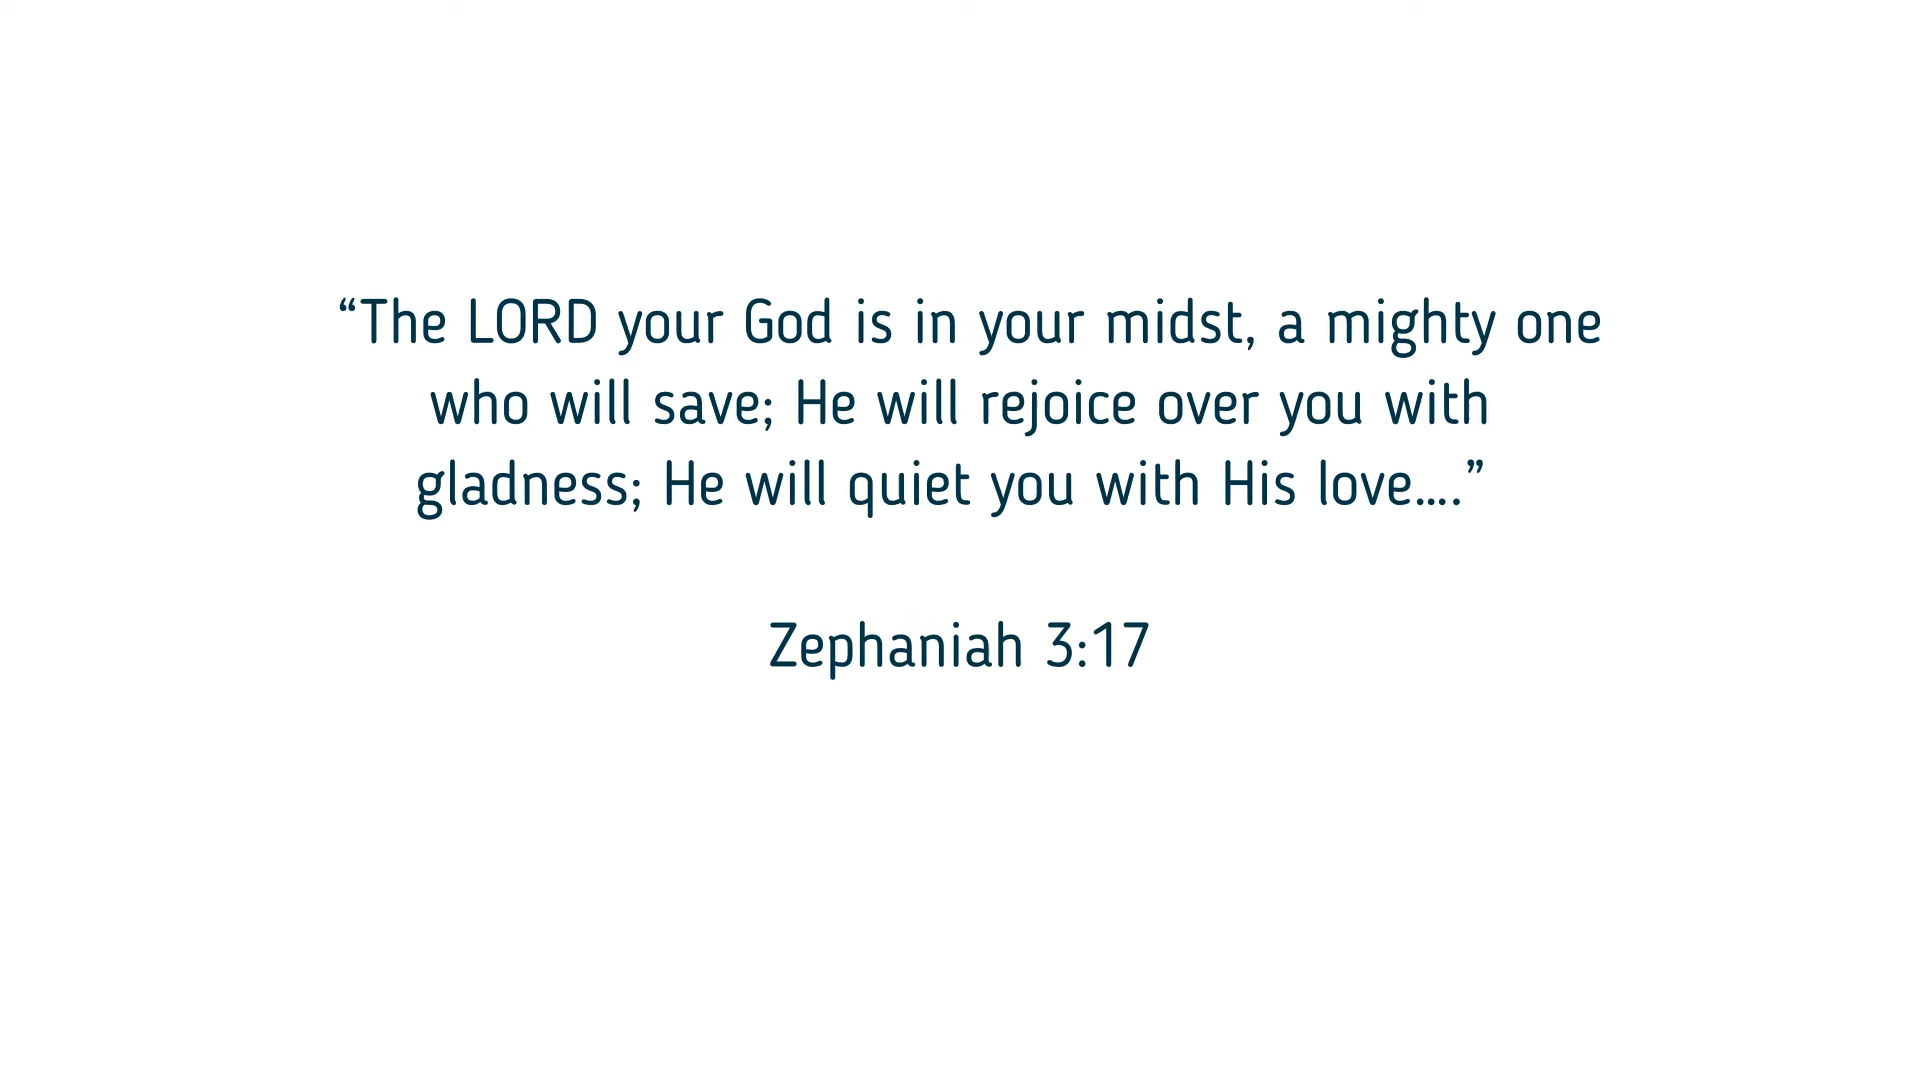 “The LORD your God is in your midst, a mighty one
who will save; He will rejoice over you with
gladness; He will quiet you with His love....”
Zephaniah 3:17